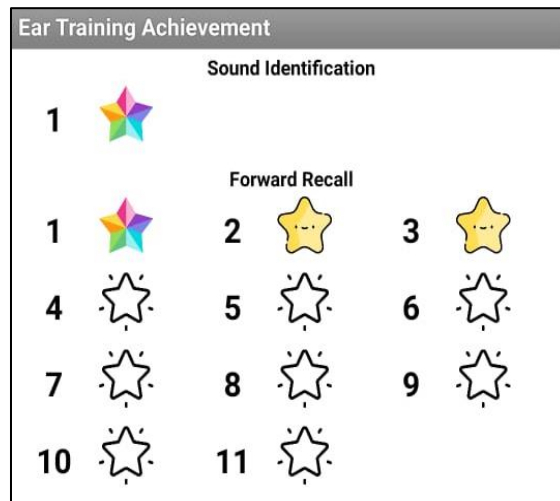 Ear Training Achievement
Sound Identification
1
Forward Recall
1 2 3
4 5 6
7 8 9
10 11